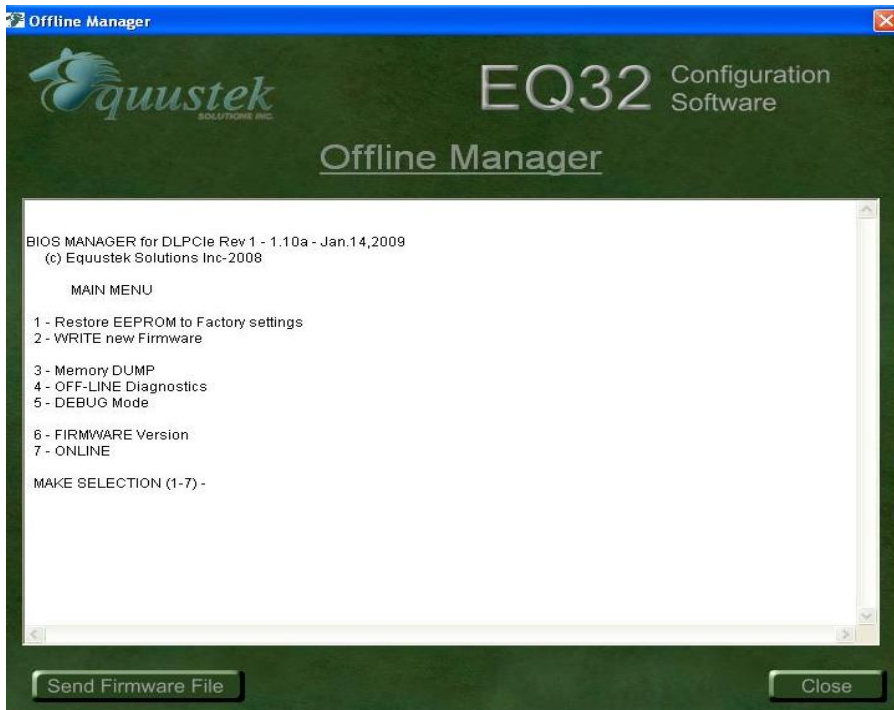 Offline Manager
Equustek
SOLUTIONS INC.
EQ32 Configuration
Software
Offline Manager
BIOS MANAGER for DLPCIe Rev 1 - 1.10a - Jan.14,2009
(c) Equustek Solutions Inc-2008
MAIN MENU
1 - Restore EEPROM to Factory settings
2 - WRITE new Firmware
3 - Memory DUMP
4 - OFF-LINE Diagnostics
5 - DEBUG Mode
6 - FIRMWARE Version
7 - ONLINE
MAKE SELECTION (1-7) -
Send Firmware File
Close